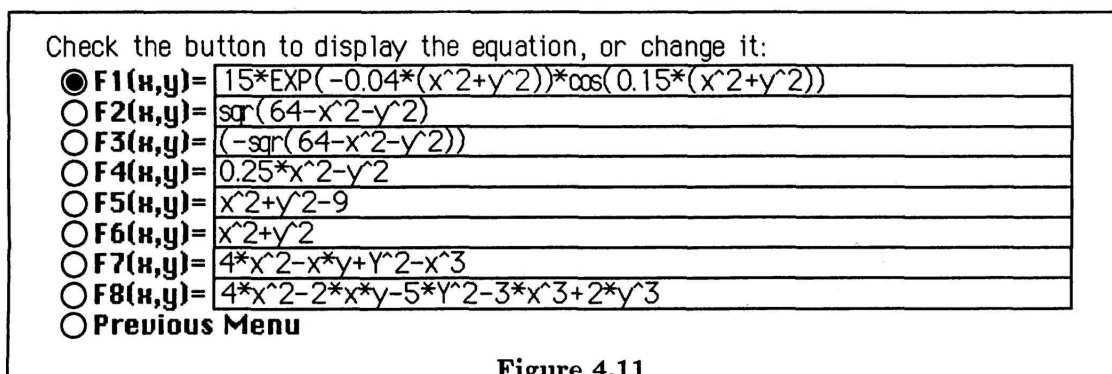 Check the button to display the equation, or change it:
F1(x,y)= 15*EXP(-0.04*(x^2+y^2))*cos(0.15*(x^2+y^2))
F2(x,y)= sqr(64-x^2-y^2)
F3(x,y)= (-sqr(64-x^2-y^2))
F4(x,y)= 0.25*x^2-y^2
F5(x,y)= x^2+y^2-9
F6(x,y)= x^2+y^2
F7(x,y)= 4*x^2-x*y+Y^2-x^3
F8(x,y)= 4*x^2-2*x*y-5*Y^2-3*x^3+2*y^3
Previous Menu
Figure 4.11